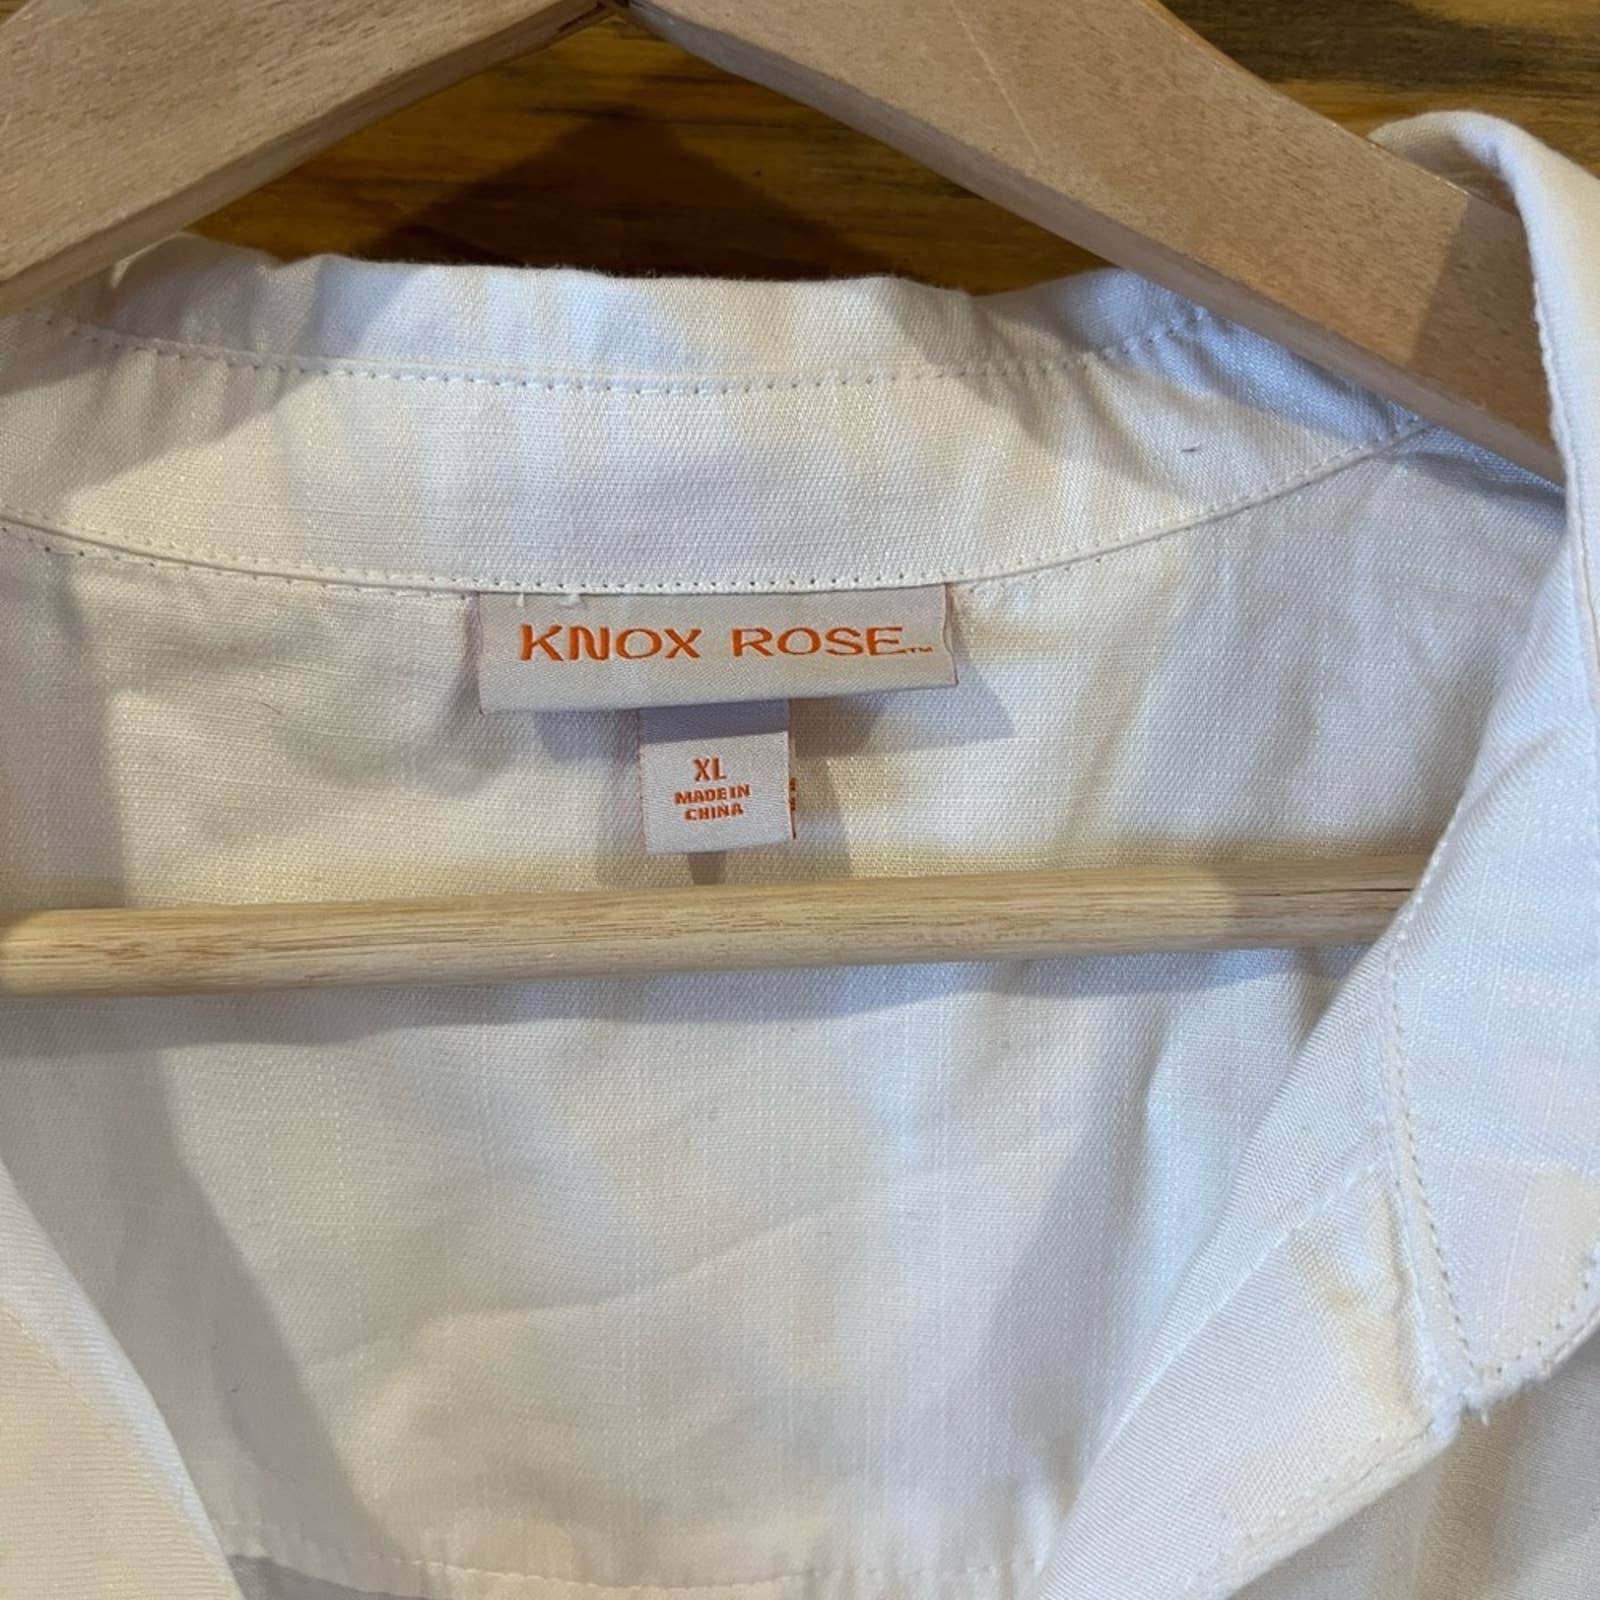 KNOX ROSE™
XL
MADE IN
CHINA